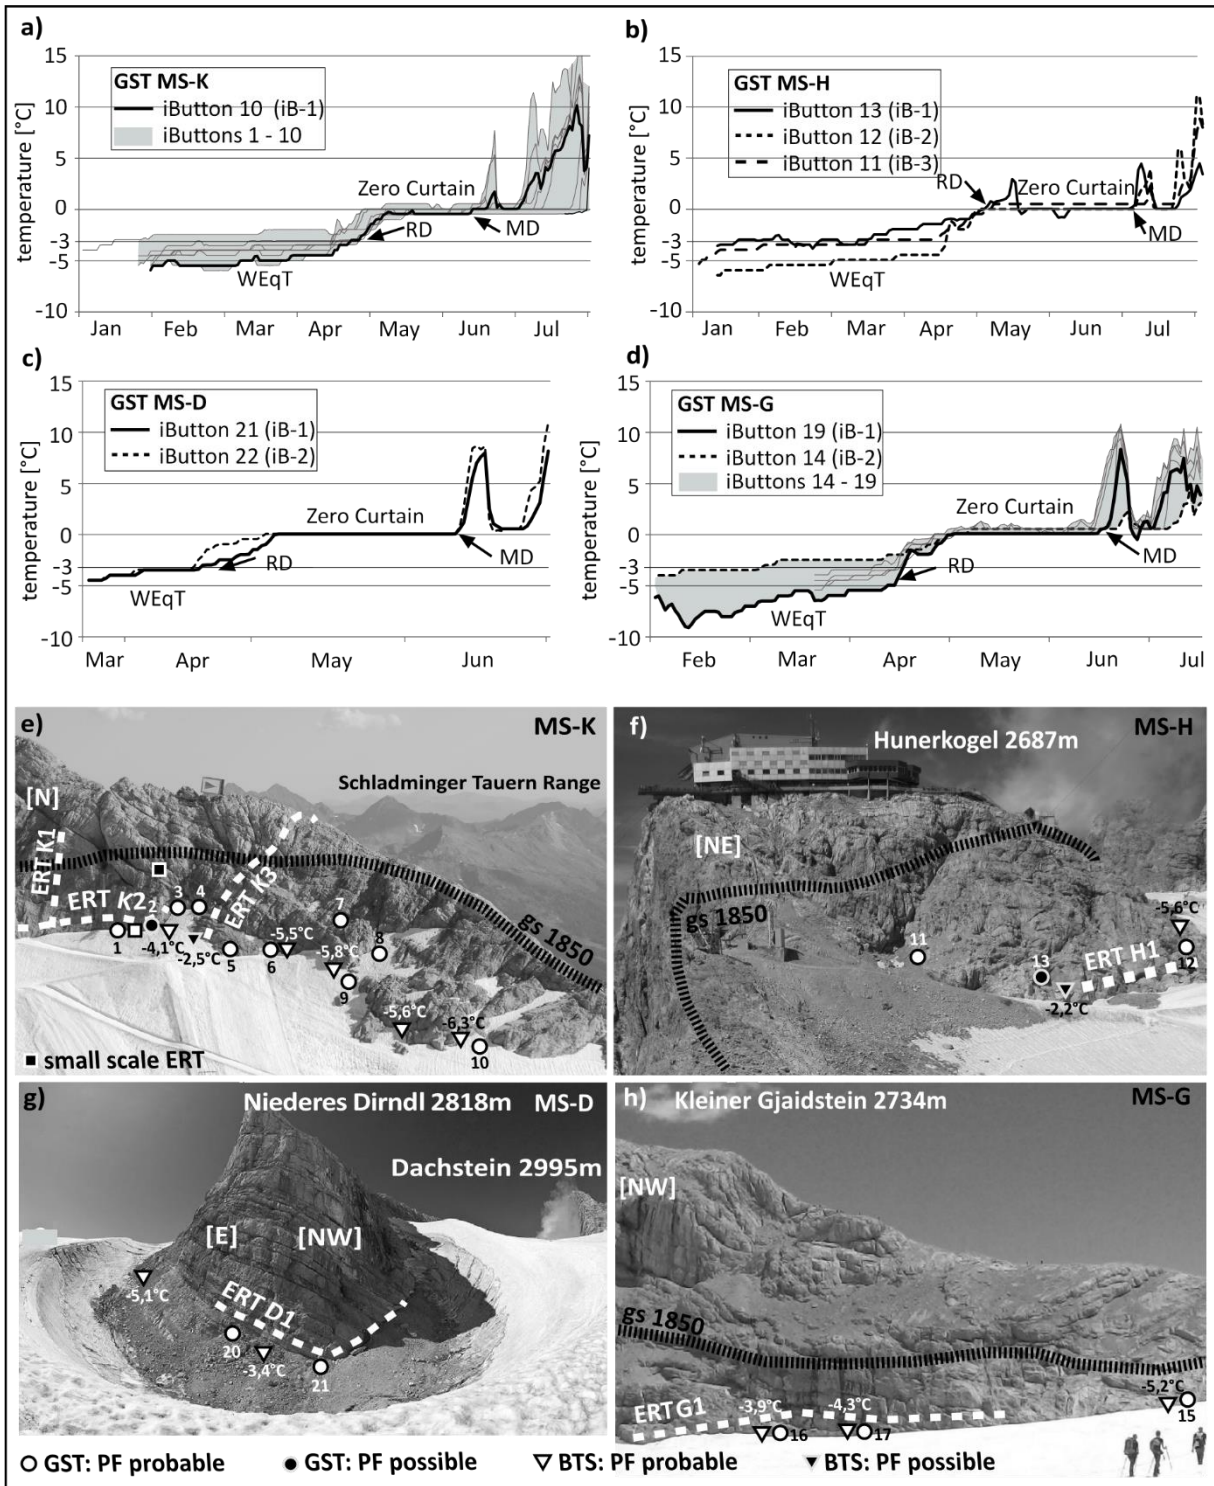 a)
GST MS-K
iButton 10 (iB-1)
iButtons 1 - 10
temperature [°C]
15
10
5
0
-3
-5
-10
Zero Curtain
RD
MD
WEqT
Jan Feb Mar Apr May Jun Jul
b)
GST MS-H
iButton 13 (iB-1)
iButton 12 (iB-2)
iButton 11 (iB-3)
temperature [°C]
15
10
5
0
-3
-5
-10
RD
Zero Curtain
MD
WEqT
Jan Feb Mar Apr May Jun Jul
c)
GST MS-D
iButton 21 (iB-1)
iButton 22 (iB-2)
temperature [°C]
15
10
5
0
-3
-5
-10
Zero Curtain
RD
MD
WEqT
Mar Apr May Jun
d)
GST MS-G
iButton 19 (iB-1)
iButton 14 (iB-2)
iButtons 14 - 19
temperature [°C]
15
10
5
0
-3
-5
-10
Zero Curtain
RD
MD
WEqT
Feb Mar Apr May Jun Jul
e)
MS-K
Schladminger Tauern Range
[N]
ERT K1
ERT K2
ERT K3
gs 1850
1
2
3
4
5
6
7
8
9
10
-4,1°C
-2,5°C
-5,5°C
-5,8°C
-5,6°C
-6,3°C
small scale ERT
f)
MS-H
Hunerkogel 2687m
[NE]
gs 1850
11
13
12
-5,6°C
ERT H1
-2,2°C
g)
Niederes Dirndl 2818m
MS-D
Dachstein 2995m
[E]
[NW]
ERT D1
-5,1°C
20
-3,4°C
21
h)
Kleiner Gjaidstein 2734m
MS-G
[NW]
gs 1850
ERT G1
-3,9°C
16
-4,3°C
17
-5,2°C
15
GST: PF probable
GST: PF possible
BTS: PF probable
BTS: PF possible